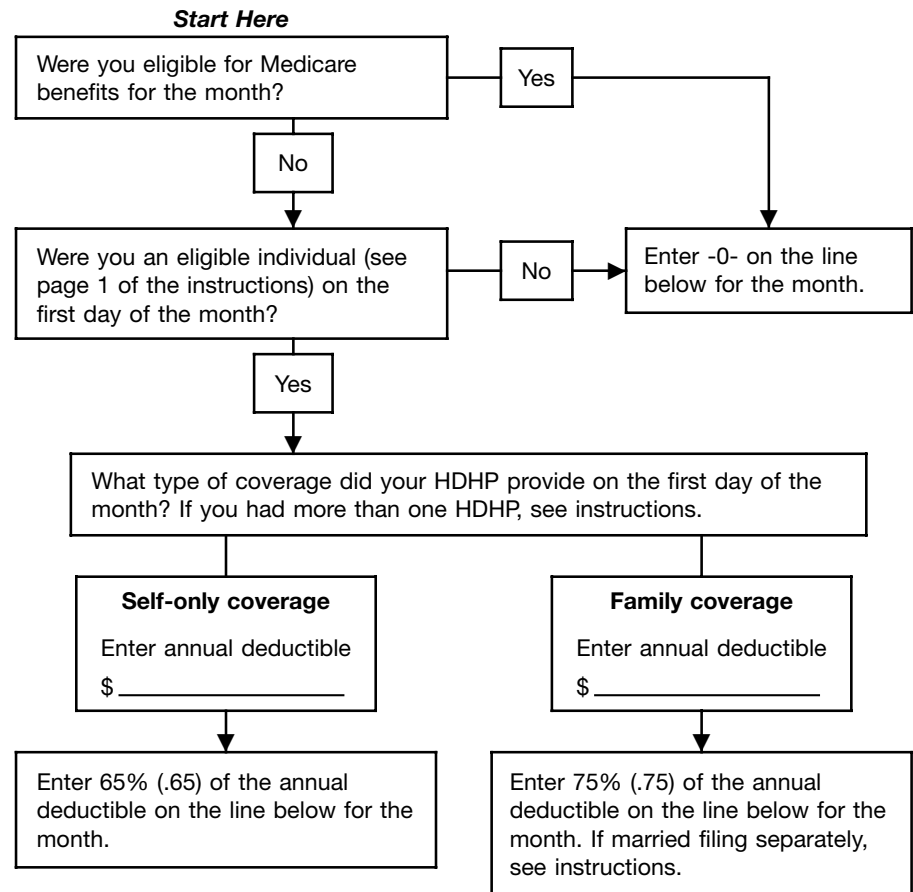 Start Here
Were you eligible for Medicare
benefits for the month?
Yes
No
Were you an eligible individual (see
page 1 of the instructions) on the
first day of the month?
No
Enter -0- on the line
below for the month.
Yes
What type of coverage did your HDHP provide on the first day of the
month? If you had more than one HDHP, see instructions.
Self-only coverage
Enter annual deductible
$
Family coverage
Enter annual deductible
$
Enter 65% (.65) of the annual
deductible on the line below for the
month.
Enter 75% (.75) of the annual
deductible on the line below for the
month. If married filing separately,
see instructions.